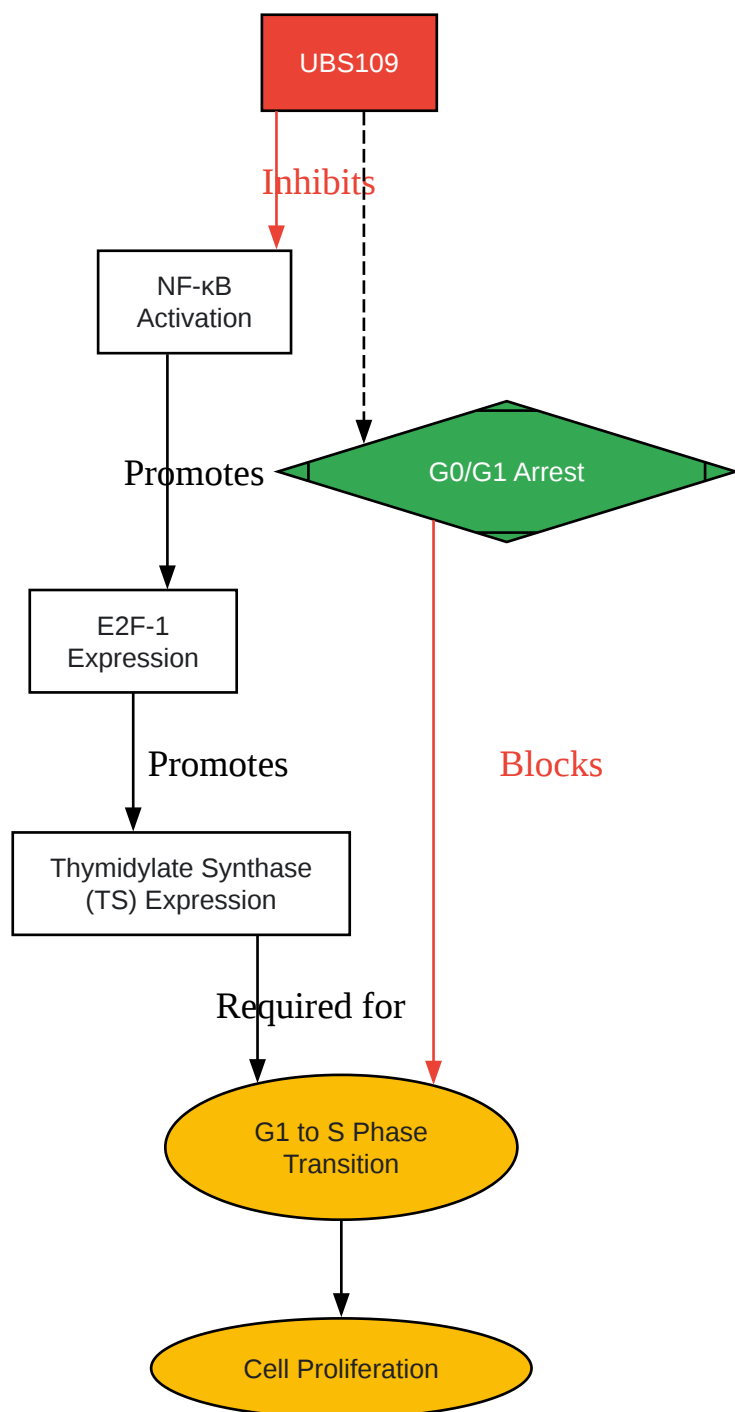 UBS109
Inhibits
NF-κB
Activation
Promotes
G0/G1 Arrest
E2F-1
Expression
Promotes
Blocks
Thymidylate Synthase
(TS) Expression
Required for
G1 to S Phase
Transition
Cell Proliferation